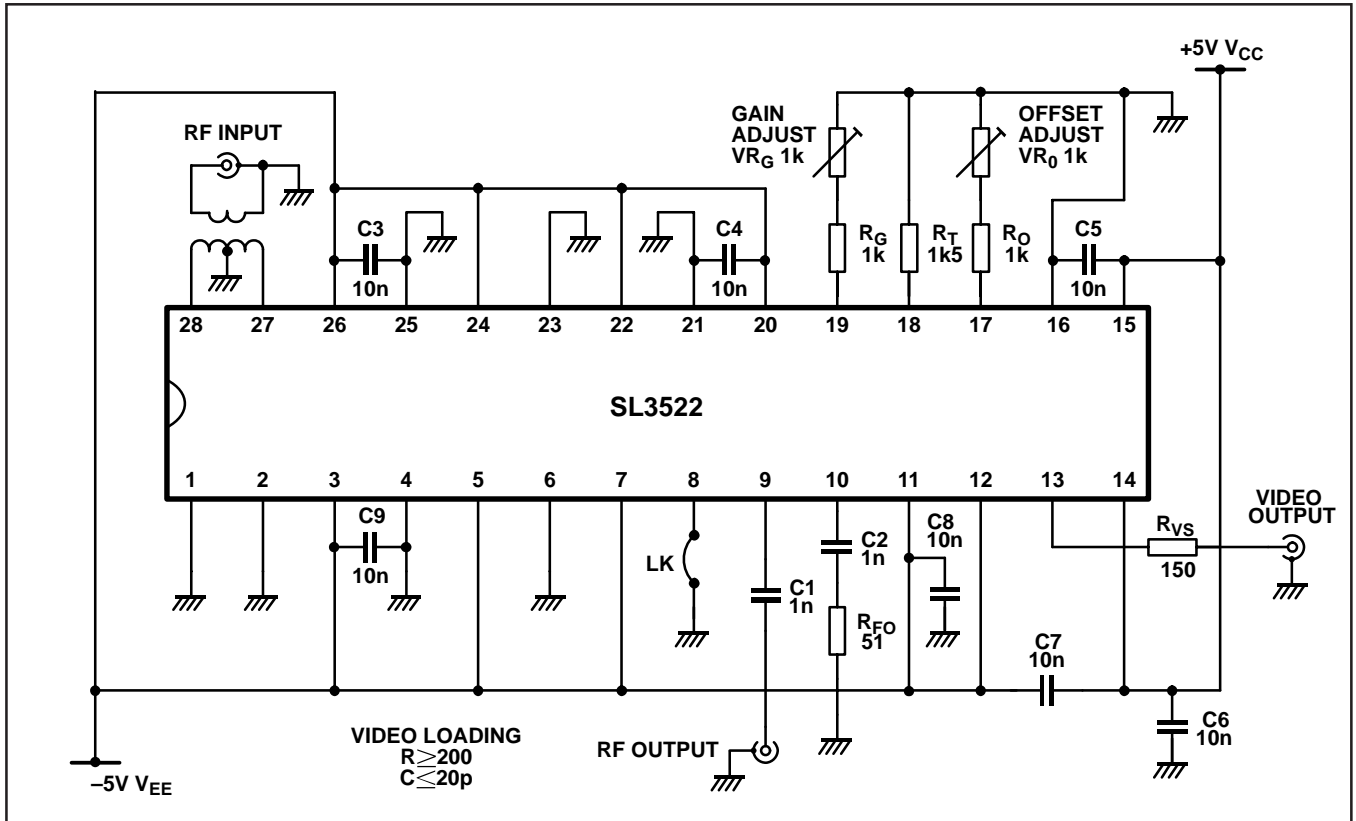 +5V VCC
RF INPUT
GAIN
ADJUST
VRG 1k
OFFSET
ADJUST
VR0 1k
C3
10n
C4
10n
RG
1k
RT
1k5
RO
1k
C5
10n
28 27 26 25 24 23 22 21 20 19 18 17 16 15
SL3522
1 2 3 4 5 6 7 8 9 10 11 12 13 14
C9
10n
LK
C1
1n
C2
1n
RFO
51
C8
10n
RVS
150
VIDEO
OUTPUT
C7
10n
C6
10n
VIDEO LOADING
R≥200
C≤20p
RF OUTPUT
–5V VEE